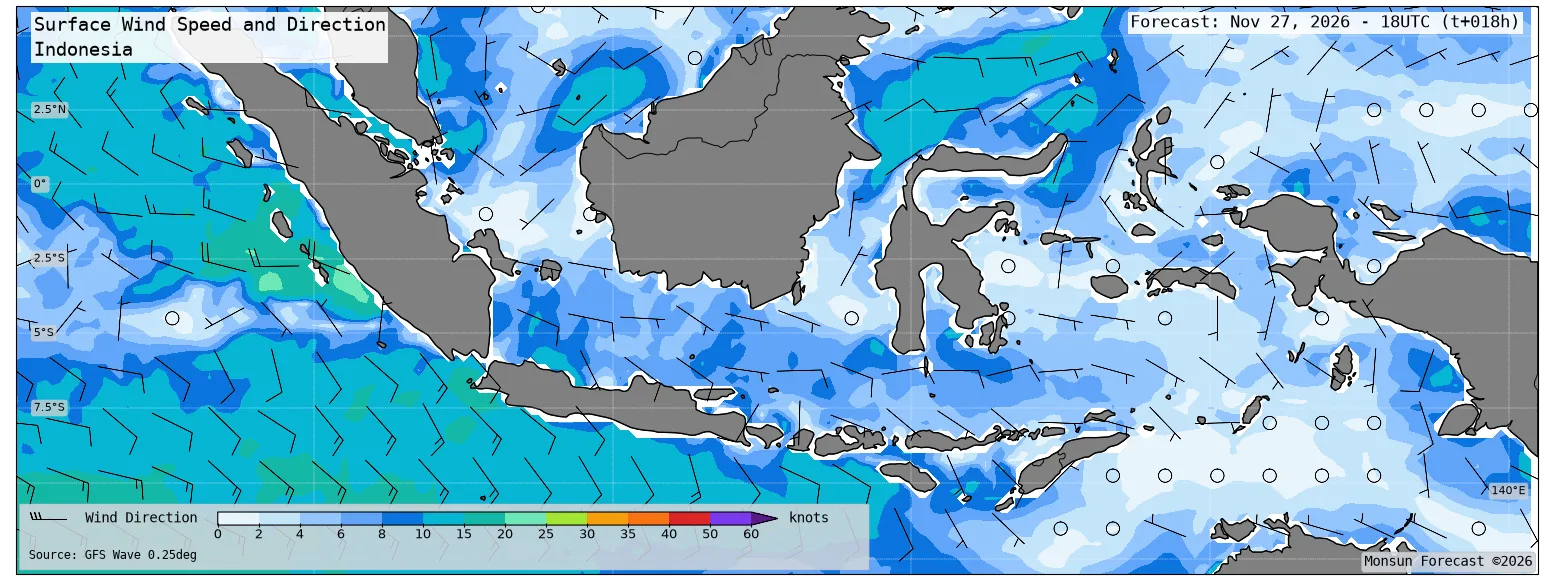 Surface Wind Speed and Direction
Indonesia
Forecast: Nov 27, 2026 - 18UTC (t+018h)
2.5°N
0°
2.5°S
5°S
7.5°S
140°E
Wind Direction
0 2 4 6 8 10 15 20 25 30 35 40 50 60
knots
Source: GFS Wave 0.25deg
Monsun Forecast ©2026